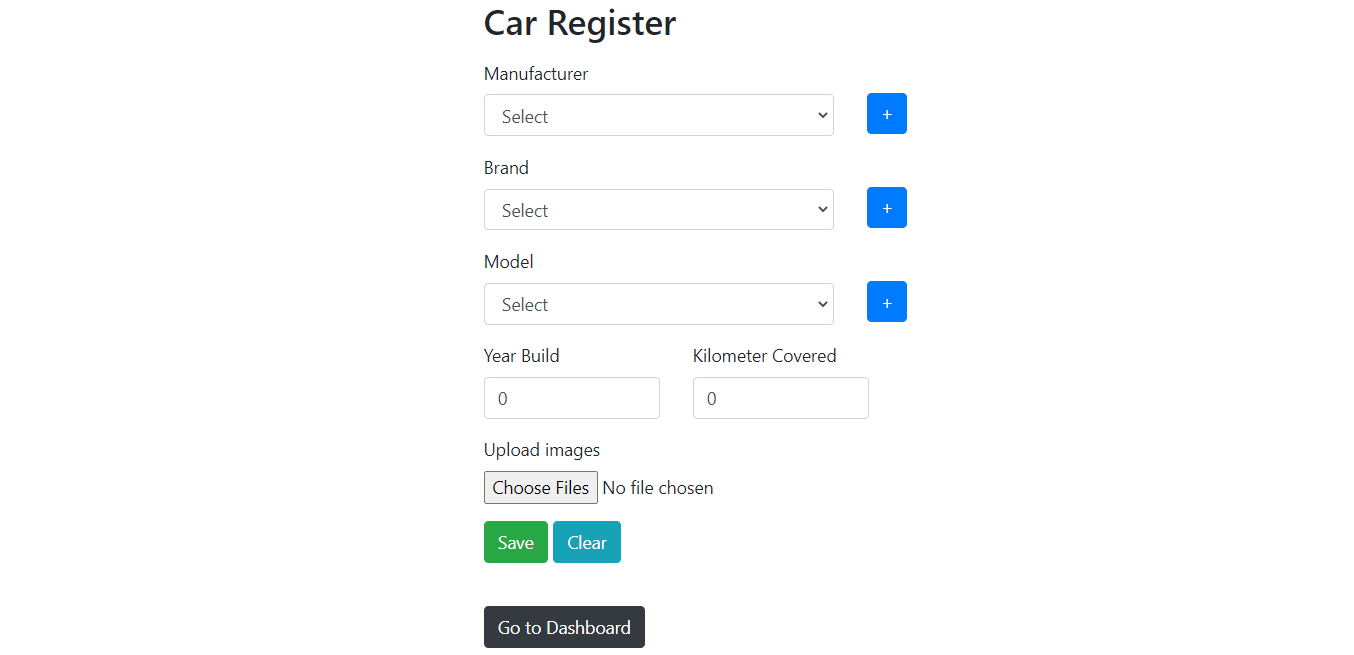 Car Register
Manufacturer
Select
+
Brand
Select
+
Model
Select
+
Year Build Kilometer Covered
0 0
Upload images
Choose Files No file chosen
Save Clear
Go to Dashboard